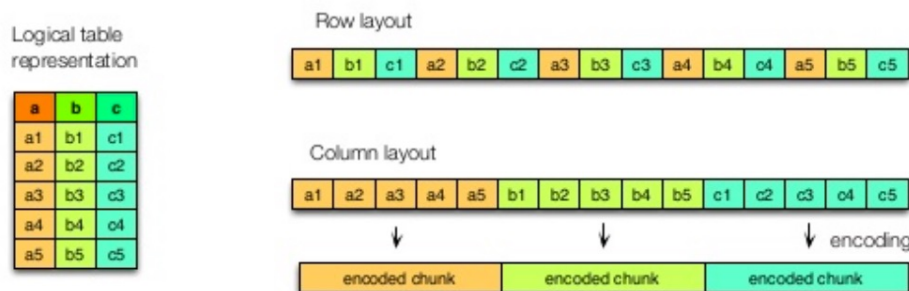 Logical table
representation
a b c
a1 b1 c1
a2 b2 c2
a3 b3 c3
a4 b4 c4
a5 b5 c5
Row layout
a1 b1 c1 a2 b2 c2 a3 b3 c3 a4 b4 c4 a5 b5 c5
Column layout
a1 a2 a3 a4 a5 b1 b2 b3 b4 b5 c1 c2 c3 c4 c5
encoding
encoded chunk encoded chunk encoded chunk